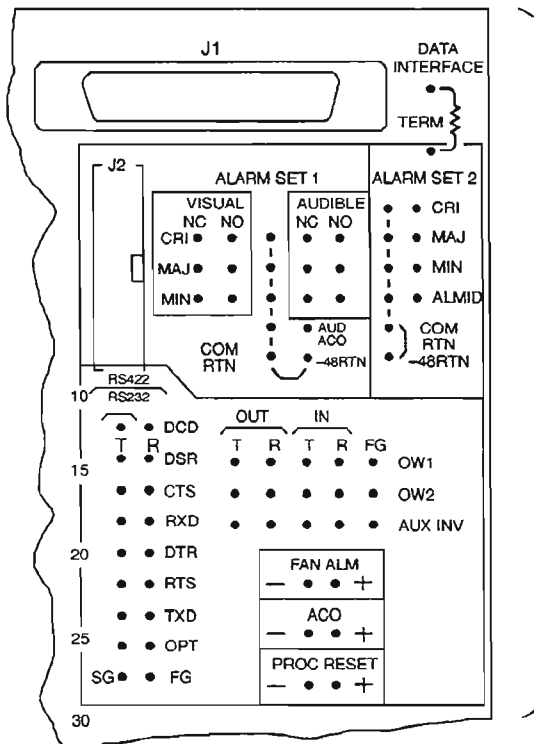 J1
DATA
INTERFACE
TERM
J2
ALARM SET 1
ALARM SET 2
VISUAL
AUDIBLE
NC NO
NC NO
CRI
CRI
MAJ
MAJ
MIN
MIN
ALMID
AUD
ACO
COM
RTN
-48RTN
COM
RTN
-48RTN
RS422
10
RS232
OUT
IN
T R
DCD
T R
T R
FG
15
DSR
OW1
CTS
OW2
RXD
AUX INV
20
DTR
FAN ALM
- +
RTS
TXD
ACO
- +
25
OPT
PROC RESET
- +
SG
FG
30